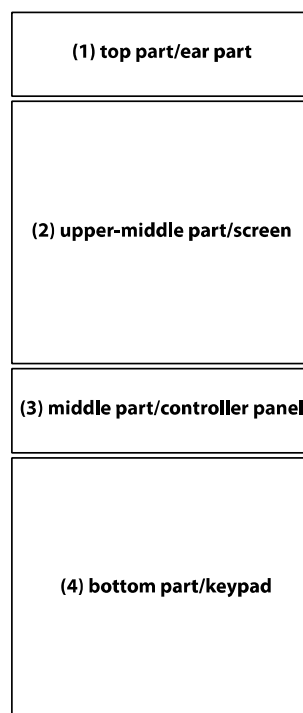 (1) top part/ear part
(2) upper-middle part/screen
(3) middle part/controller panel
(4) bottom part/keypad